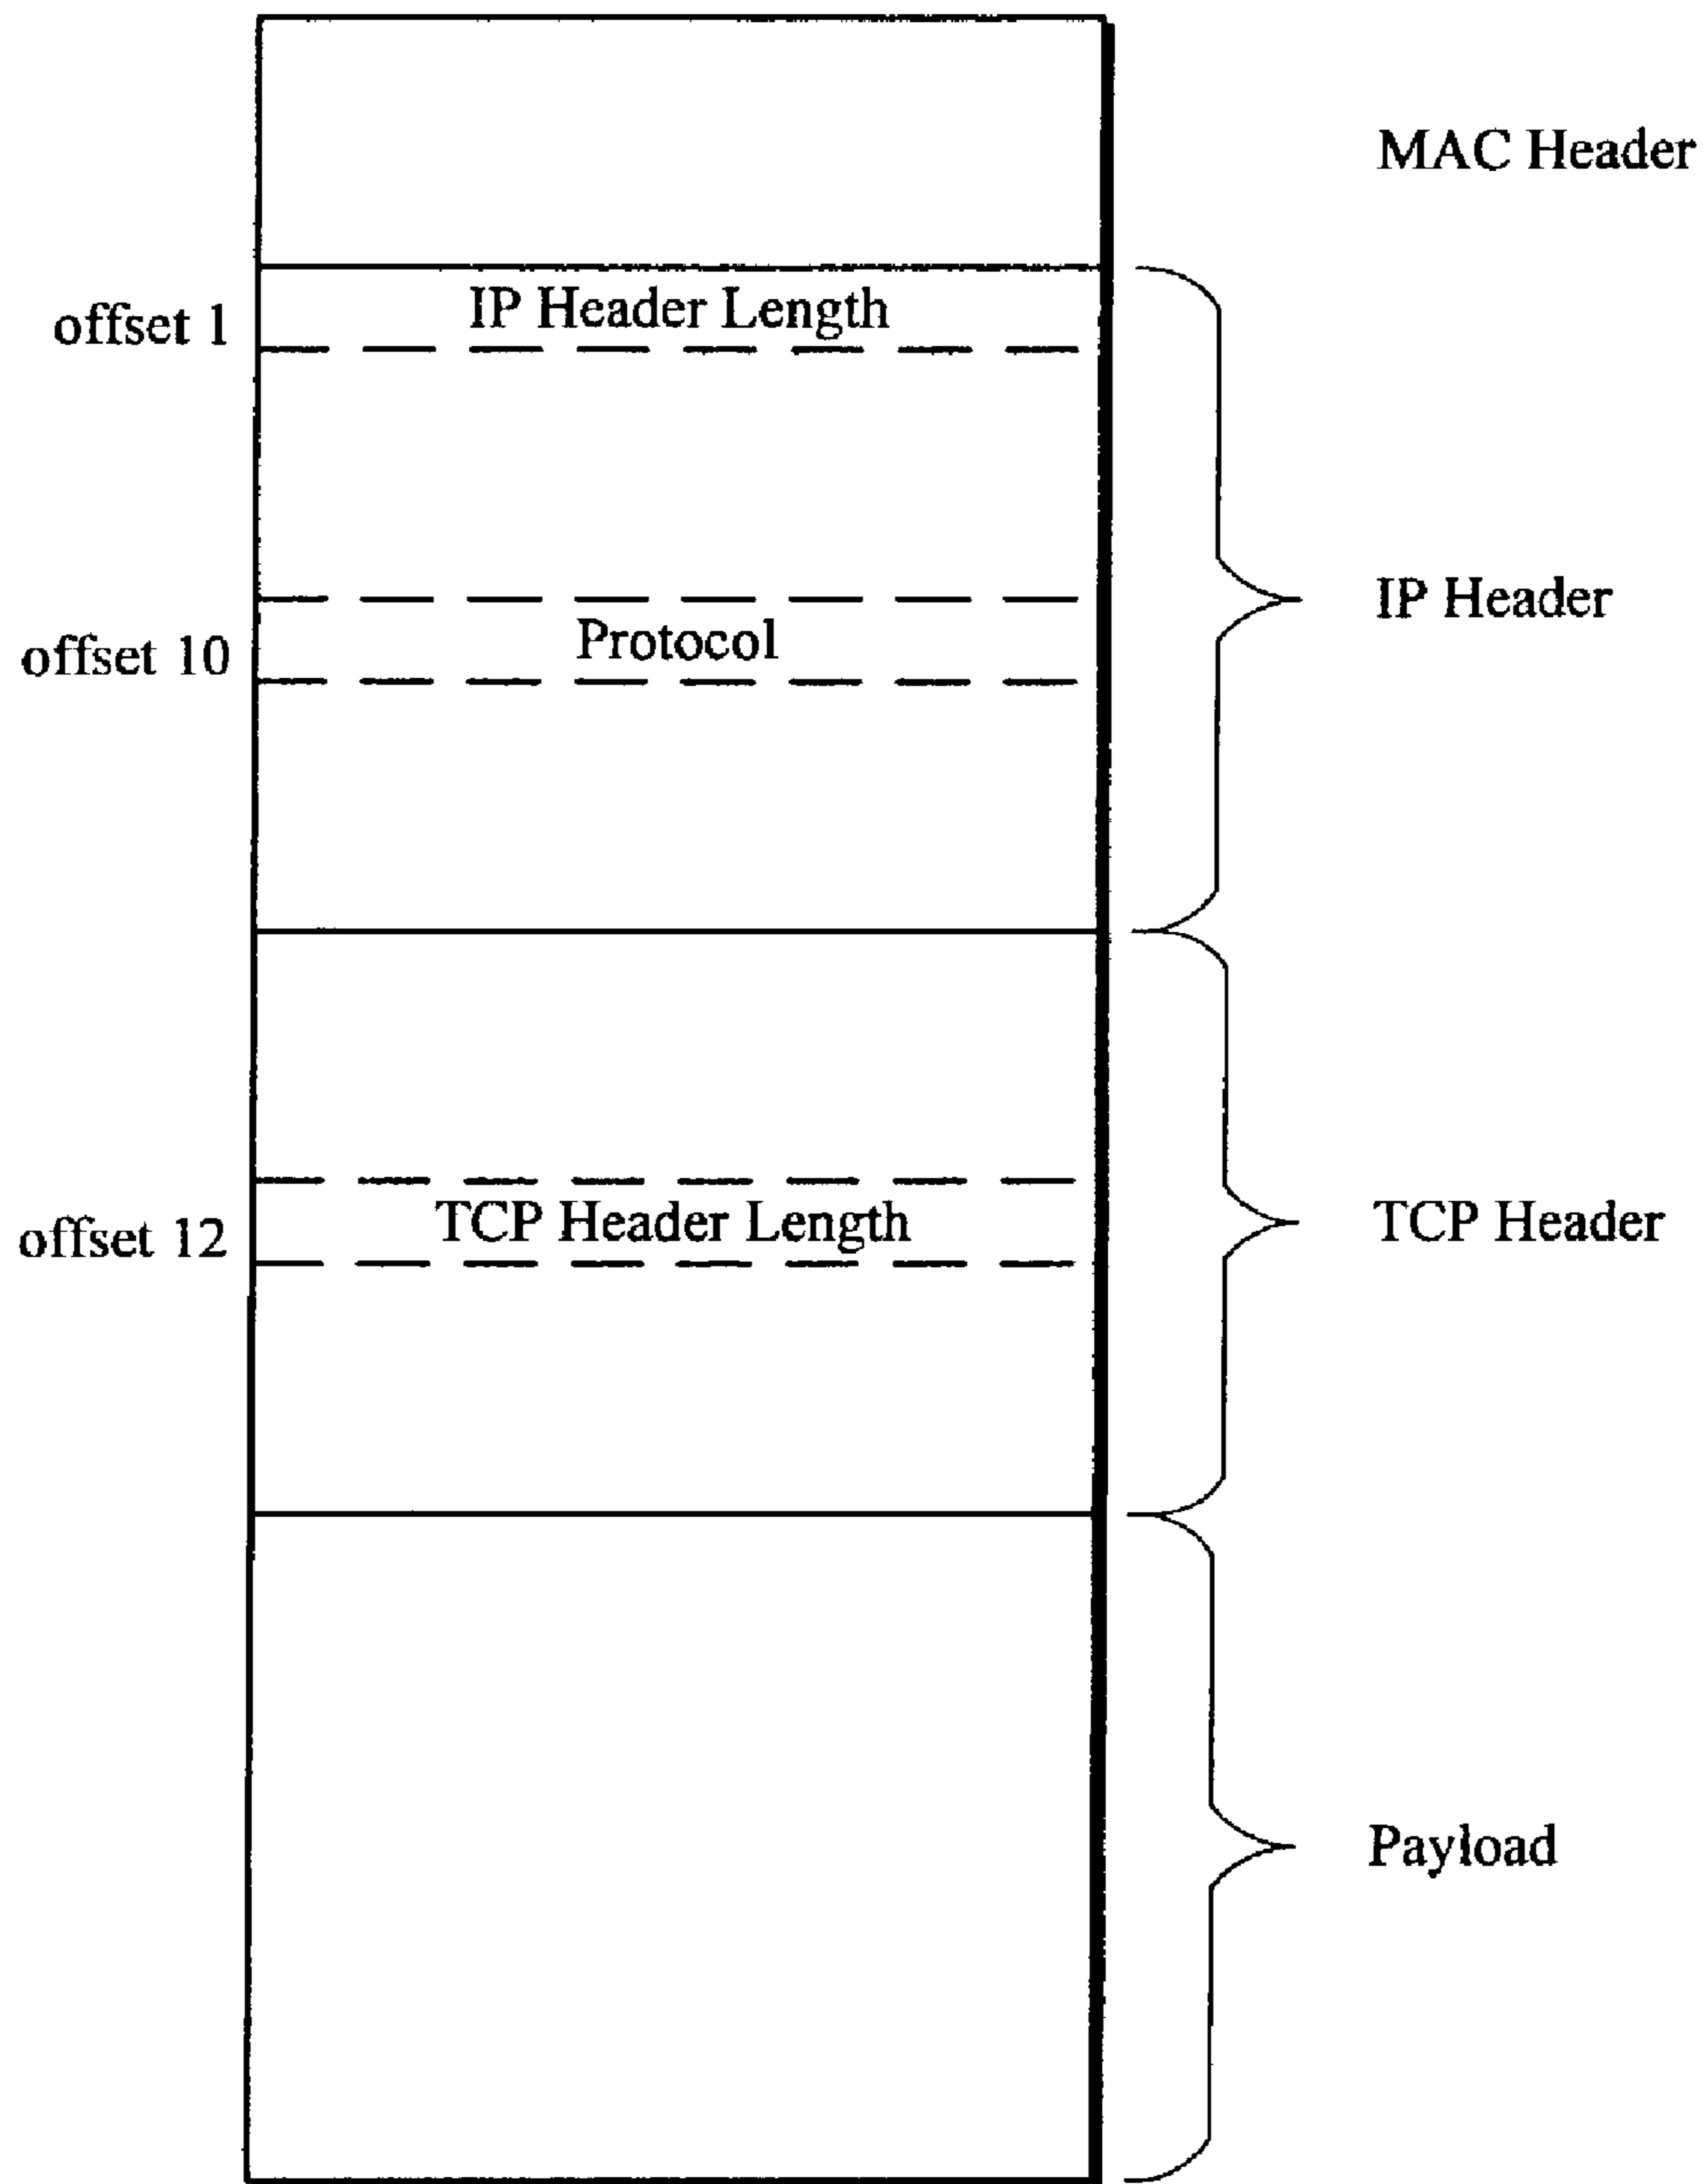 MAC Header
IP Header Length
offset 1
IP Header
Protocol
offset 10
TCP Header Length
TCP Header
offset 12
Payload